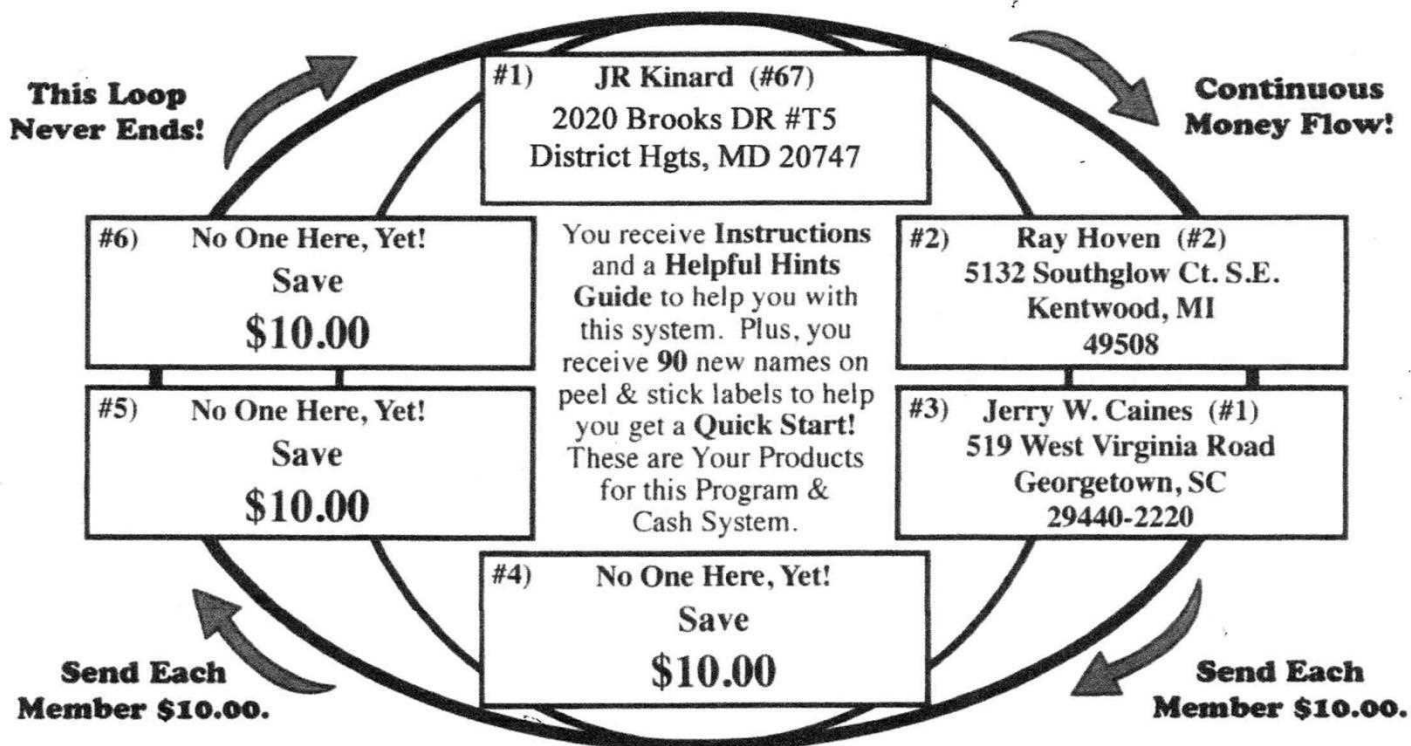 This Loop
Never Ends!
Continuous
Money Flow!
#1) JR Kinard (#67)
2020 Brooks DR #T5
District Hgts, MD 20747
#6) No One Here, Yet!
Save
$10.00
You receive Instructions
and a Helpful Hints
Guide to help you with
this system. Plus, you
receive 90 new names on
peel & stick labels to help
you get a Quick Start!
These are Your Products
for this Program &
Cash System.
#2) Ray Hoven (#2)
5132 Southglow Ct. S.E.
Kentwood, MI
49508
#5) No One Here, Yet!
Save
$10.00
#3) Jerry W. Caines (#1)
519 West Virginia Road
Georgetown, SC
29440-2220
#4) No One Here, Yet!
Save
$10.00
Send Each
Member $10.00.
Send Each
Member $10.00.